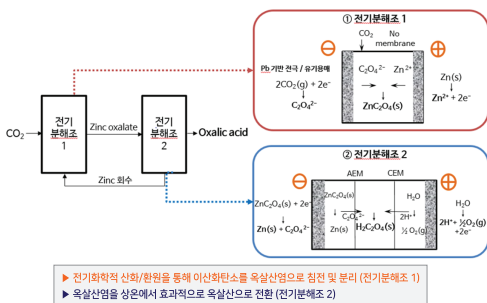 ① 전기분해조 1
CO₂
No
membrane
Pb 기반 전극 / 유기용매
2CO₂(g) + 2e⁻
→ C₂O₄²⁻
C₂O₄²⁻
Zn²⁺
ZnC₂O₄(s)
Zn(s)
Zn²⁺ + 2e⁻
CO₂
전기
분해조
1
Zinc oxalate
전기
분해조
2
Oxalic acid
Zinc 회수
② 전기분해조 2
AEM
CEM
ZnC₂O₄(s) + 2e⁻
Zn(s) + C₂O₄²⁻
ZnC₂O₄(s)
C₂O₄²⁻
Zn(s)
H₂C₂O₄(s)
H₂O
2H⁺
½ O₂(g)
H₂O
2H⁺+ ½O₂(g)
+2e⁻
▶ 전기화학적 산화/환원을 통해 이산화탄소를 옥살산염으로 침전 및 분리 (전기분해조 1)
▶ 옥살산염을 상온에서 효과적으로 옥살산으로 전환 (전기분해조 2)